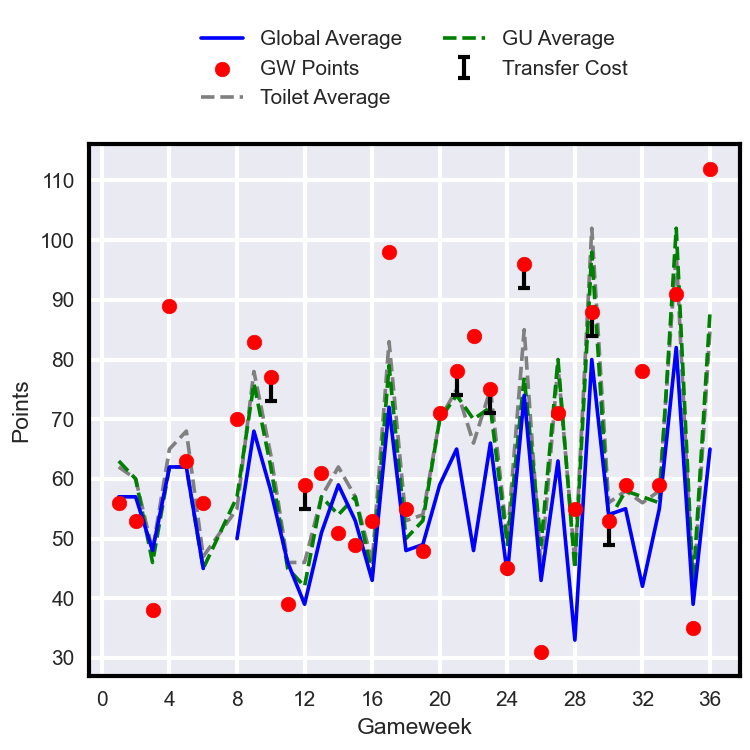 Global Average
GW Points
Toilet Average
GU Average
Transfer Cost
110
100
90
80
70
60
50
40
30
Points
0 4 8 12 16 20 24 28 32 36
Gameweek